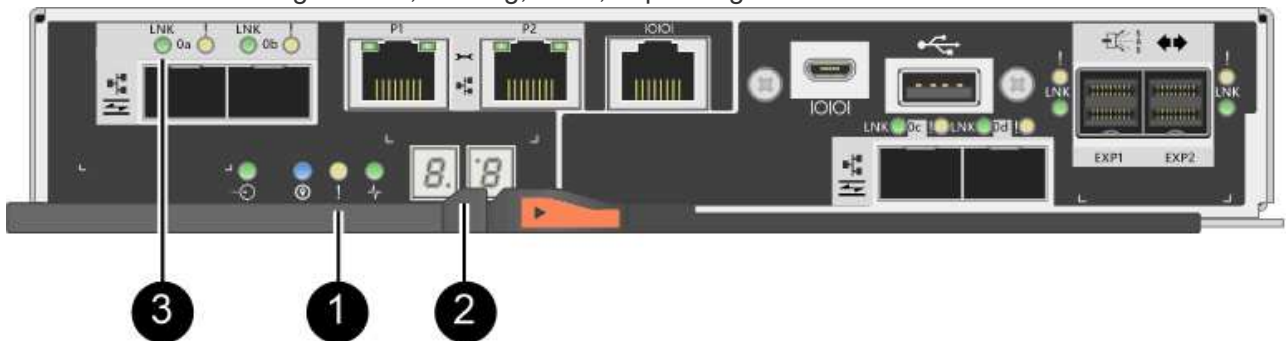 LNK 0a ! LNK 0b !
P1
P2
IOIOI
IOIOI
LNK 0c ! LNK 0d !
! LNK
SAS
! LNK
EXP1 EXP2
!
8. 8
3
1
2